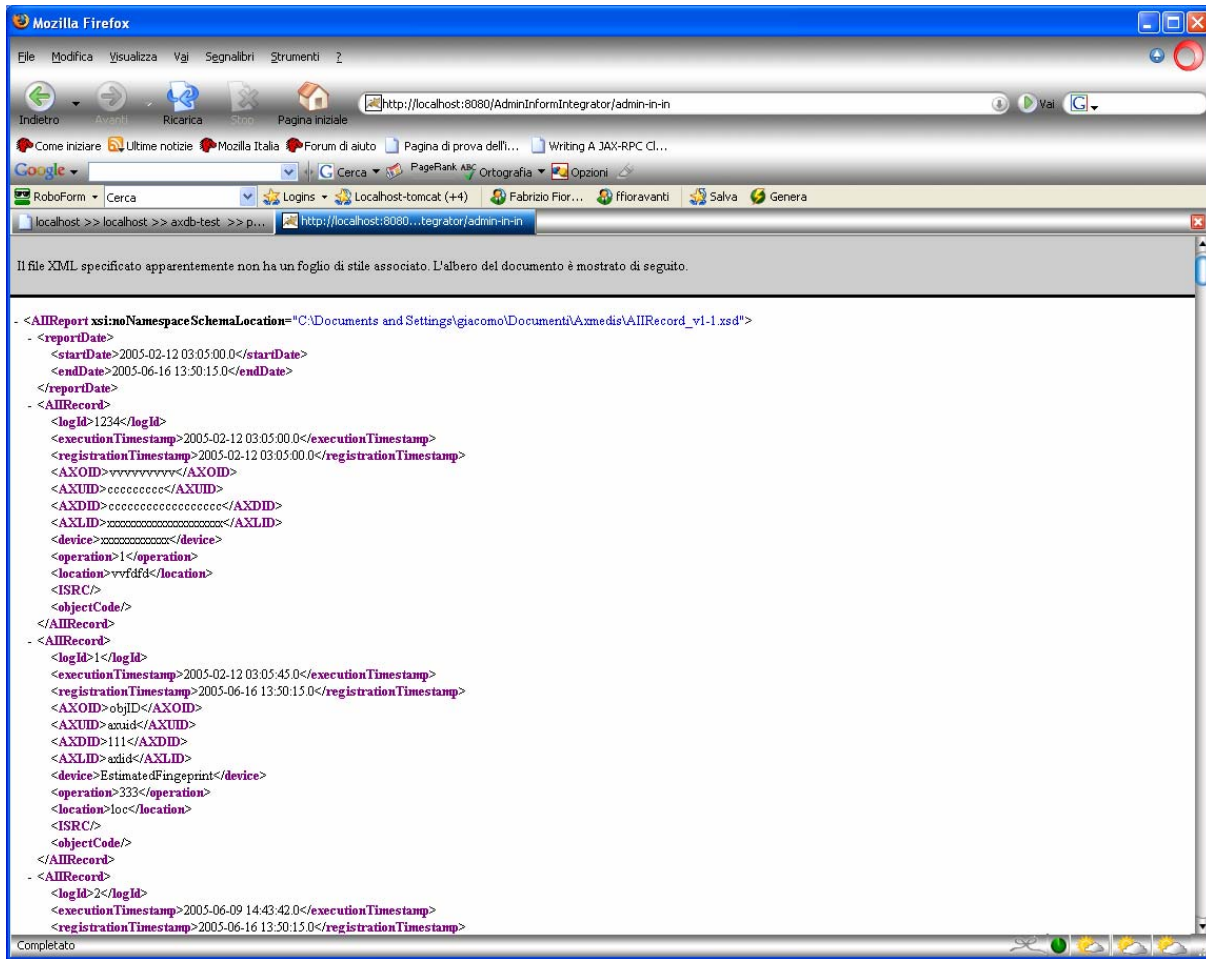 Mozilla Firefox
File Modifica Visualizza Vai Segnalibri Strumenti ?
http://localhost:8080/AdminInformIntegrator/admin-in-in Vai G
Indietro Avanti Ricarica Stop Pagina iniziale
Come iniziare Ultime notizie Mozilla Italia Forum di aiuto Pagina di prova dell'i... Writing A JAX-RPC Cl...
Google G Cerca PageRank ABC Ortografia Opzioni
RoboForm Cerca Logins Localhost-tomcat (+4) Fabrizio Fior... ffioravanti Salva Genera
localhost >> localhost >> axdb-test >> p... http://localhost:8080...tegrator/admin-in-in
Il file XML specificato apparentemente non ha un foglio di stile associato. L'albero del documento è mostrato di seguito.
- <AIIReport xsi:noNamespaceSchemaLocation="C:\Documents and Settings\giacomo\Documenti\Axmedis\AIIRecord_v1-1.xsd">
- <reportDate>
<startDate>2005-02-12 03:05:00.0</startDate>
<endDate>2005-06-16 13:50:15.0</endDate>
</reportDate>
- <AIIRecord>
<logId>1234</logId>
<executionTimestamp>2005-02-12 03:05:00.0</executionTimestamp>
<registrationTimestamp>2005-02-12 03:05:00.0</registrationTimestamp>
<AXOID>vvvvvvvvv</AXOID>
<AXUID>ccccccccc</AXUID>
<AXDID>cccccccccccccccccc</AXDID>
<AXLID>xxxxxxxxxxxxxxxxxxxxx</AXLID>
<device>xxxxxxxxxxxx</device>
<operation>1</operation>
<location>vvfdfd</location>
<ISRC/>
<objectCode/>
</AIIRecord>
- <AIIRecord>
<logId>1</logId>
<executionTimestamp>2005-02-12 03:05:45.0</executionTimestamp>
<registrationTimestamp>2005-06-16 13:50:15.0</registrationTimestamp>
<AXOID>objID</AXOID>
<AXUID>axuid</AXUID>
<AXDID>111</AXDID>
<AXLID>axlid</AXLID>
<device>EstimatedFingeprint</device>
<operation>333</operation>
<location>loc</location>
<ISRC/>
<objectCode/>
</AIIRecord>
- <AIIRecord>
<logId>2</logId>
<executionTimestamp>2005-06-09 14:43:42.0</executionTimestamp>
<registrationTimestamp>2005-06-16 13:50:15.0</registrationTimestamp>
Completato